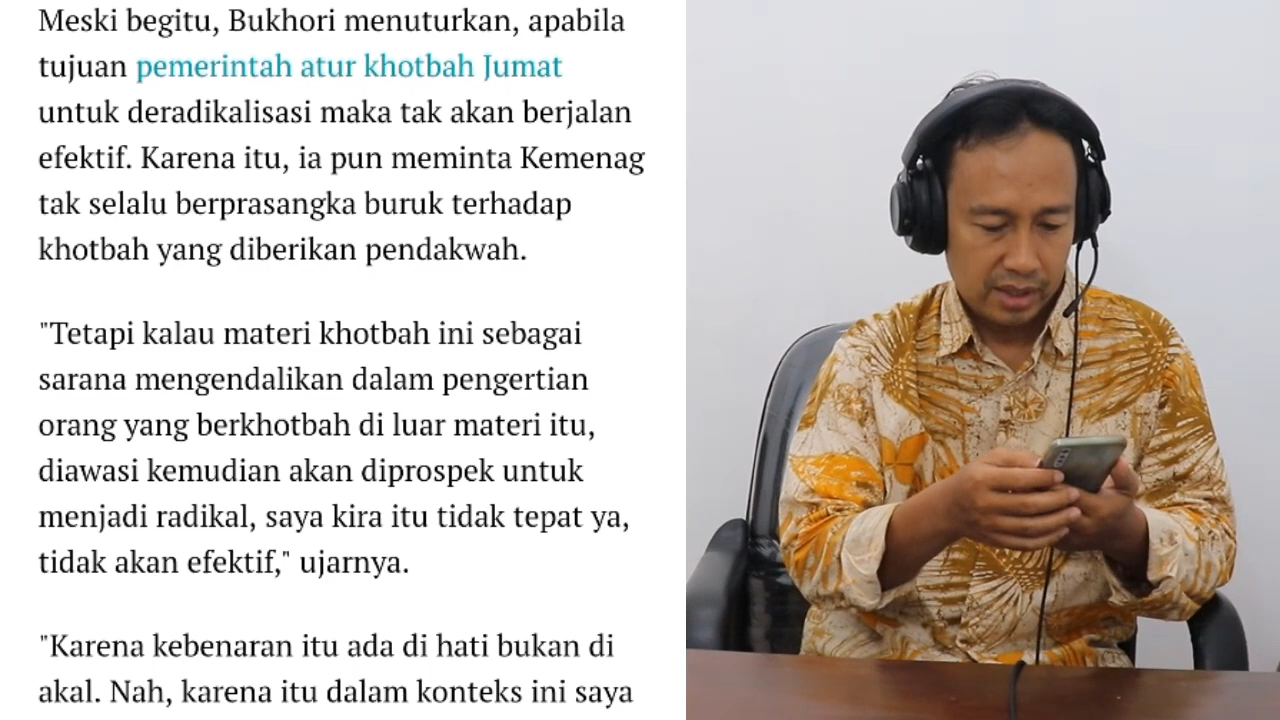 Meski begitu, Bukhori menuturkan, apabila
tujuan pemerintah atur khotbah Jumat
untuk deradikalisasi maka tak akan berjalan
efektif. Karena itu, ia pun meminta Kemenag
tak selalu berprasangka buruk terhadap
khotbah yang diberikan pendakwah.
"Tetapi kalau materi khotbah ini sebagai
sarana mengendalikan dalam pengertian
orang yang berkhotbah di luar materi itu,
diawasi kemudian akan diprospek untuk
menjadi radikal, saya kira itu tidak tepat ya,
tidak akan efektif," ujarnya.
"Karena kebenaran itu ada di hati bukan di
akal. Nah, karena itu dalam konteks ini saya